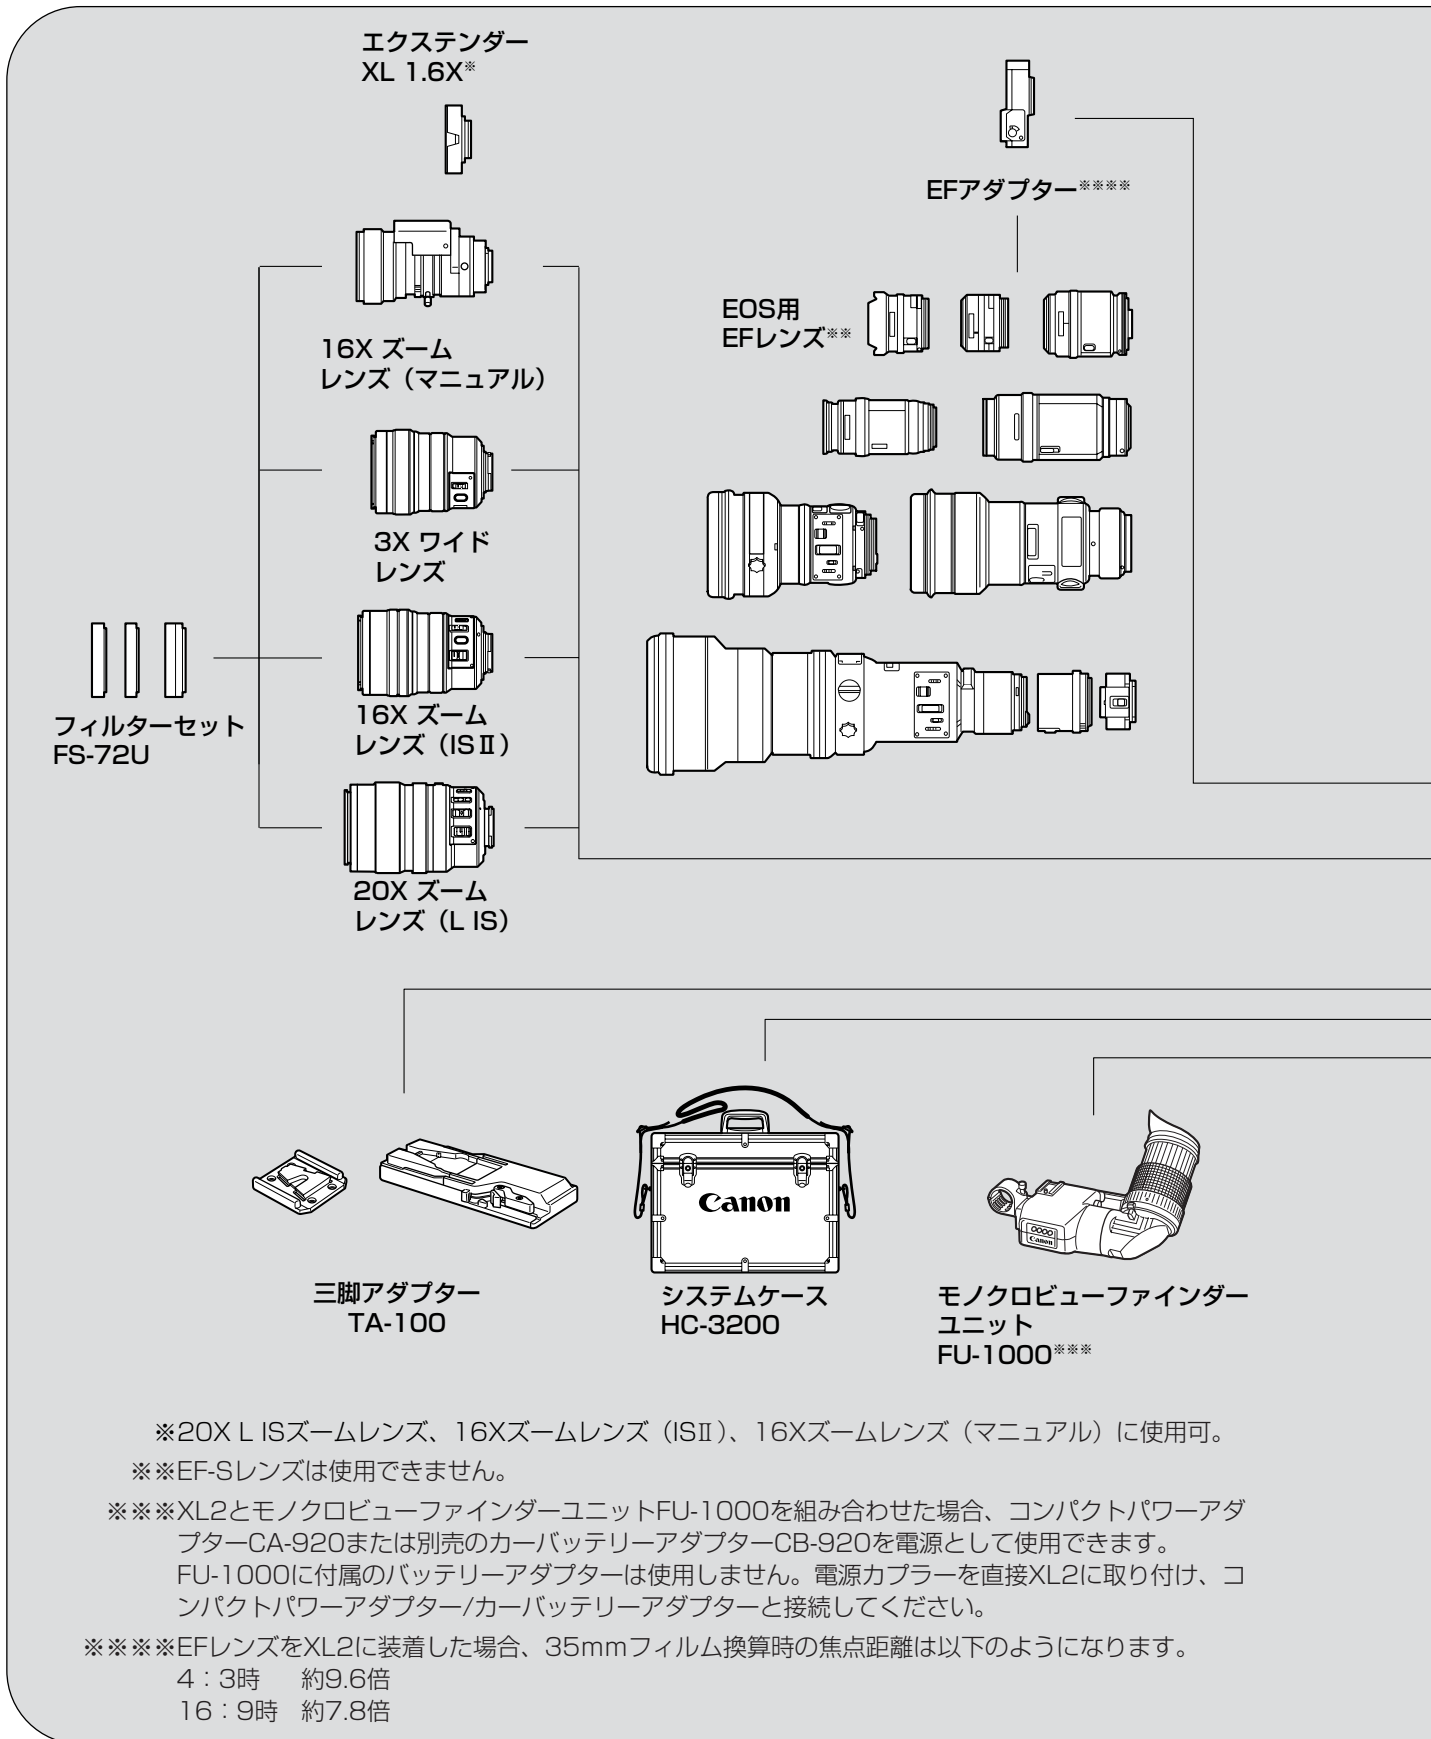 エクステンダー
XL 1.6X※
EFアダプター※※※※
EOS用
EFレンズ※※
16X ズーム
レンズ（マニュアル）
3X ワイド
レンズ
16X ズーム
レンズ（ISⅡ）
フィルターセット
FS-72U
20X ズーム
レンズ（L IS）
Canon
Canon
三脚アダプター
TA-100
システムケース
HC-3200
モノクロビューファインダー
ユニット
FU-1000※※※
※20X L ISズームレンズ、16Xズームレンズ（ISⅡ）、16Xズームレンズ（マニュアル）に使用可。
※※EF-Sレンズは使用できません。
※※※XL2とモノクロビューファインダーユニットFU-1000を組み合わせた場合、コンパクトパワーアダ
プターCA-920または別売のカーバッテリーアダプターCB-920を電源として使用できます。
FU-1000に付属のバッテリーアダプターは使用しません。電源カプラーを直接XL2に取り付け、コ
ンパクトパワーアダプター/カーバッテリーアダプターと接続してください。
※※※※EFレンズをXL2に装着した場合、35mmフィルム換算時の焦点距離は以下のようになります。
4：3時　約9.6倍
16：9時　約7.8倍